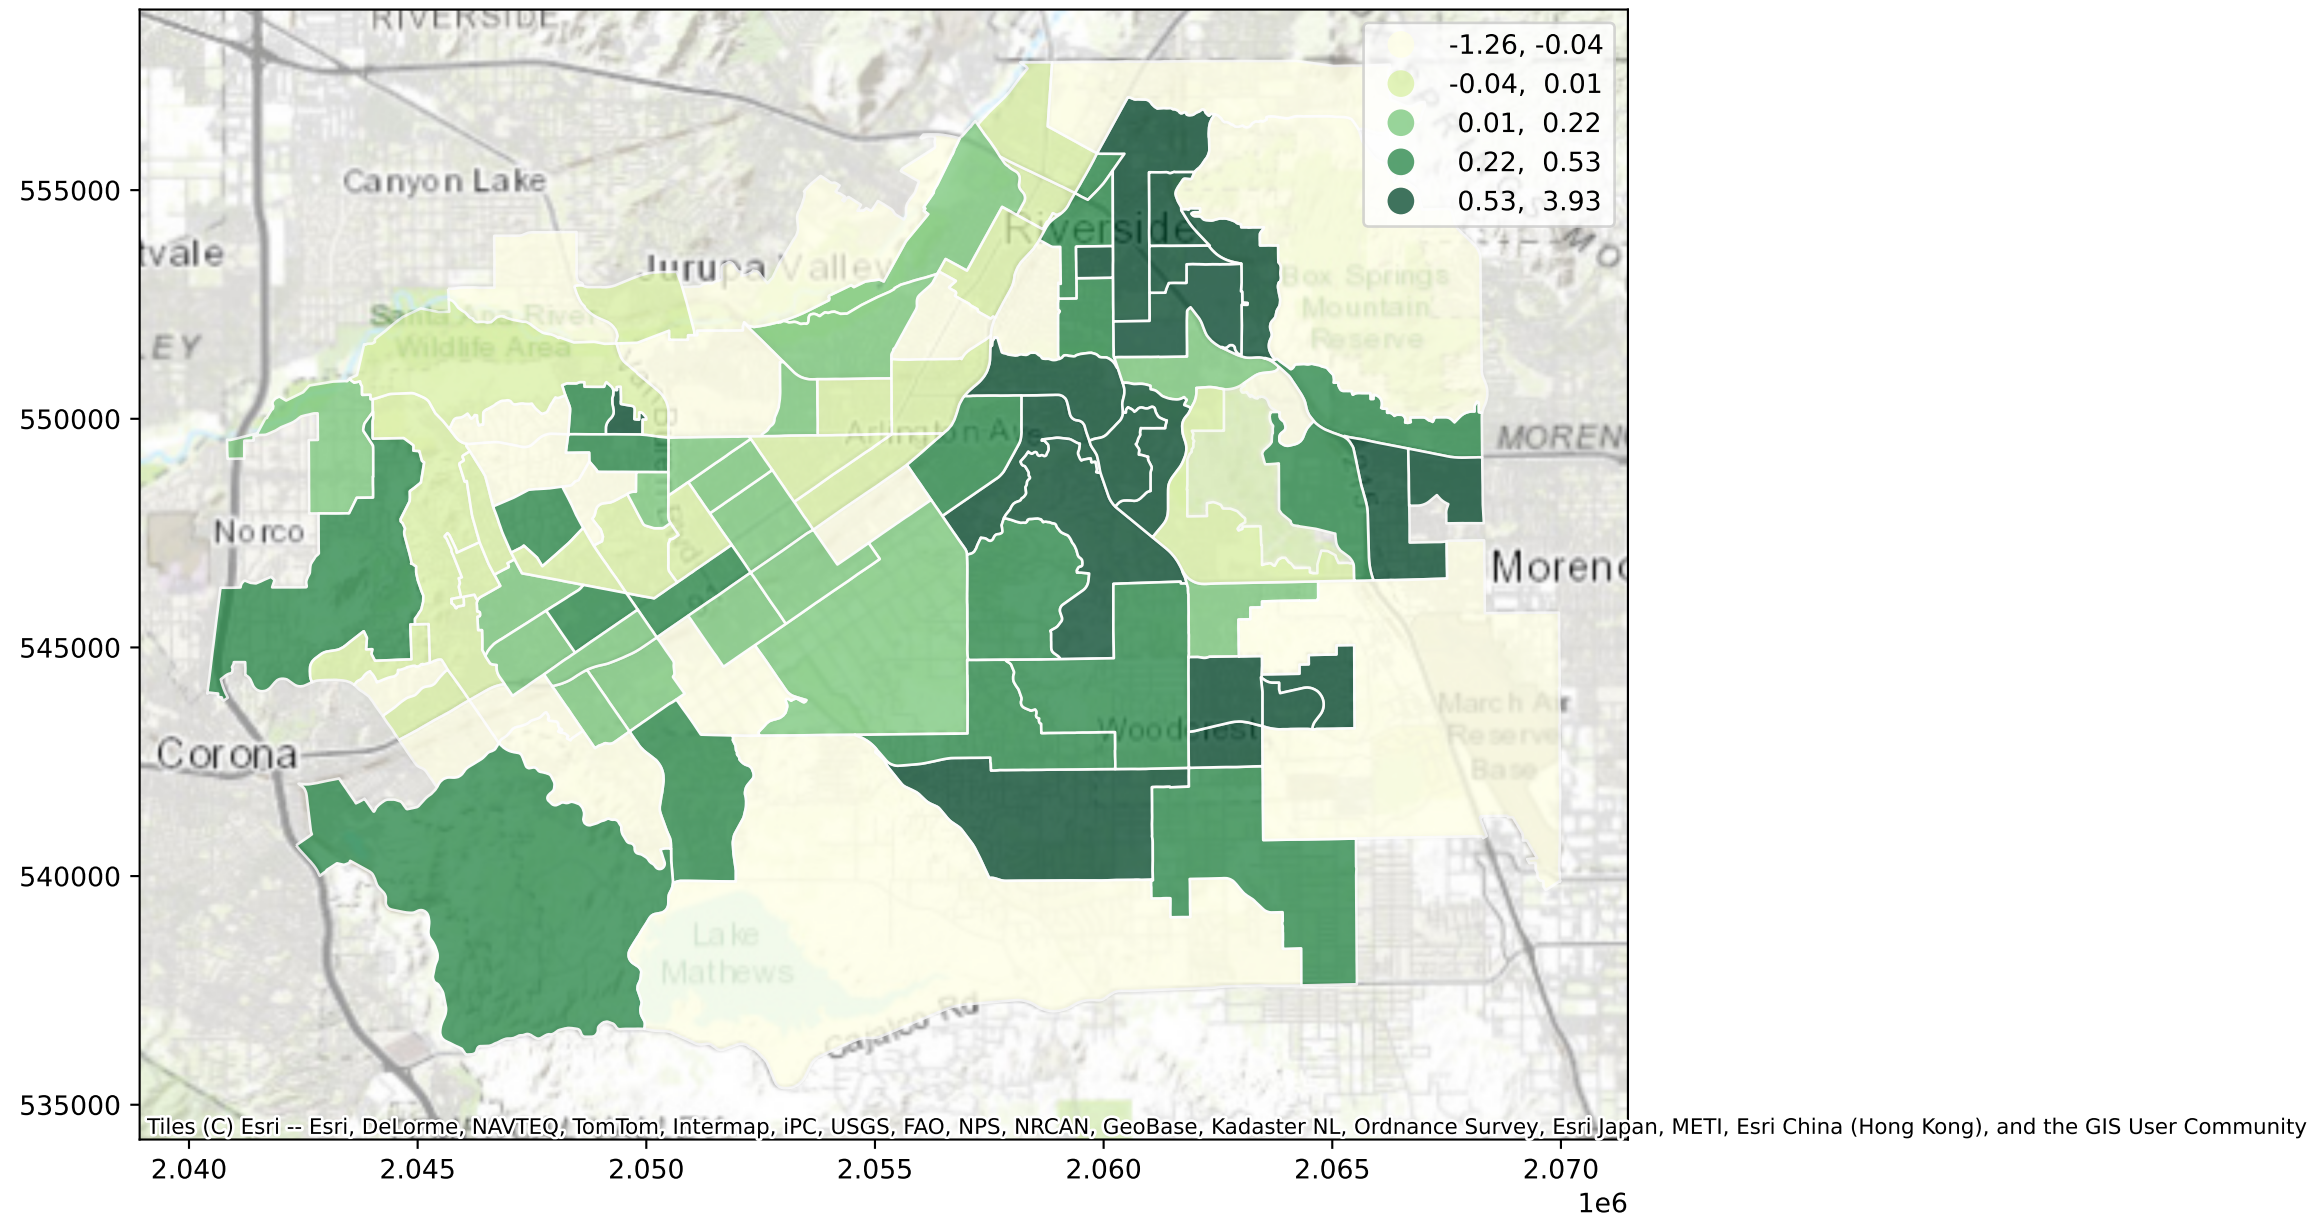 RIVERSIDE
-1.26, -0.04
-0.04, 0.01
0.01, 0.22
0.22, 0.53
0.53, 3.93
Canyon Lake
Riverside
tvale
Jurupa Valley
Box Springs
Mountain
Reserve
Santa Ana River
Wildlife Area
LEY
Arlington Ave
MOREN
Norco
Moreno
March Air
Reserve
Base
Woodcrest
Corona
Lake
Mathews
Cajalco Rd
555000
550000
545000
540000
535000
Tiles (C) Esri -- Esri, DeLorme, NAVTEQ, TomTom, Intermap, iPC, USGS, FAO, NPS, NRCAN, GeoBase, Kadaster NL, Ordnance Survey, Esri Japan, METI, Esri China (Hong Kong), and the GIS User Community
2.040 2.045 2.050 2.055 2.060 2.065 2.070
1e6